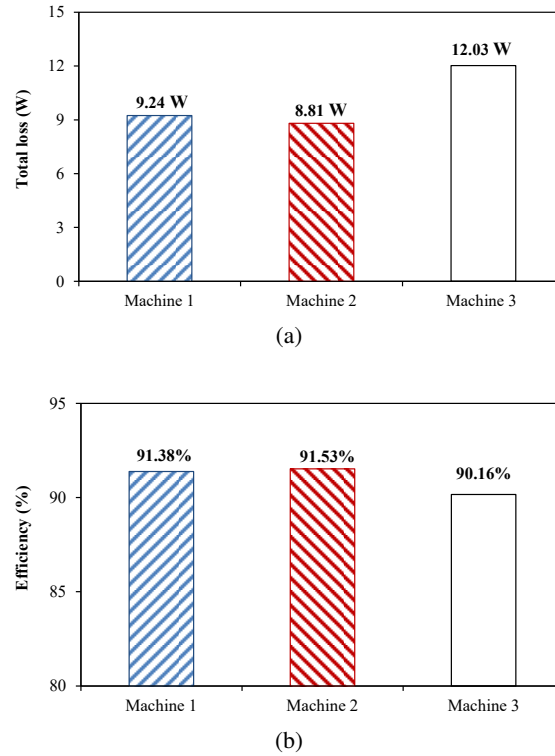 Total loss (W)
15
12
9
6
3
0
9.24 W
8.81 W
12.03 W
Machine 1
Machine 2
Machine 3
(a)
Efficiency (%)
95
90
85
80
91.38%
91.53%
90.16%
Machine 1
Machine 2
Machine 3
(b)